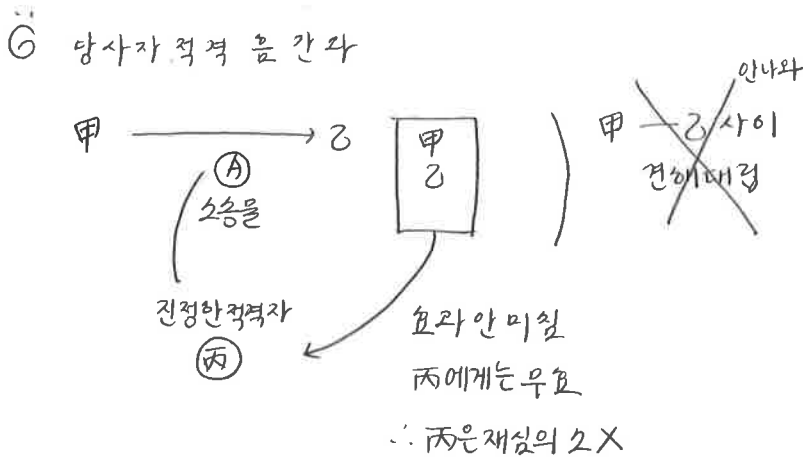 ⑥ 당사자적격 흠 간과
甲 → 乙
Ⓐ
소송물
진정한적격자
丙
甲
乙
효과 안 미침
丙에게는 무효
∴ 丙은 재심의 소 X
안나와
甲 — 乙 사이
견해대립